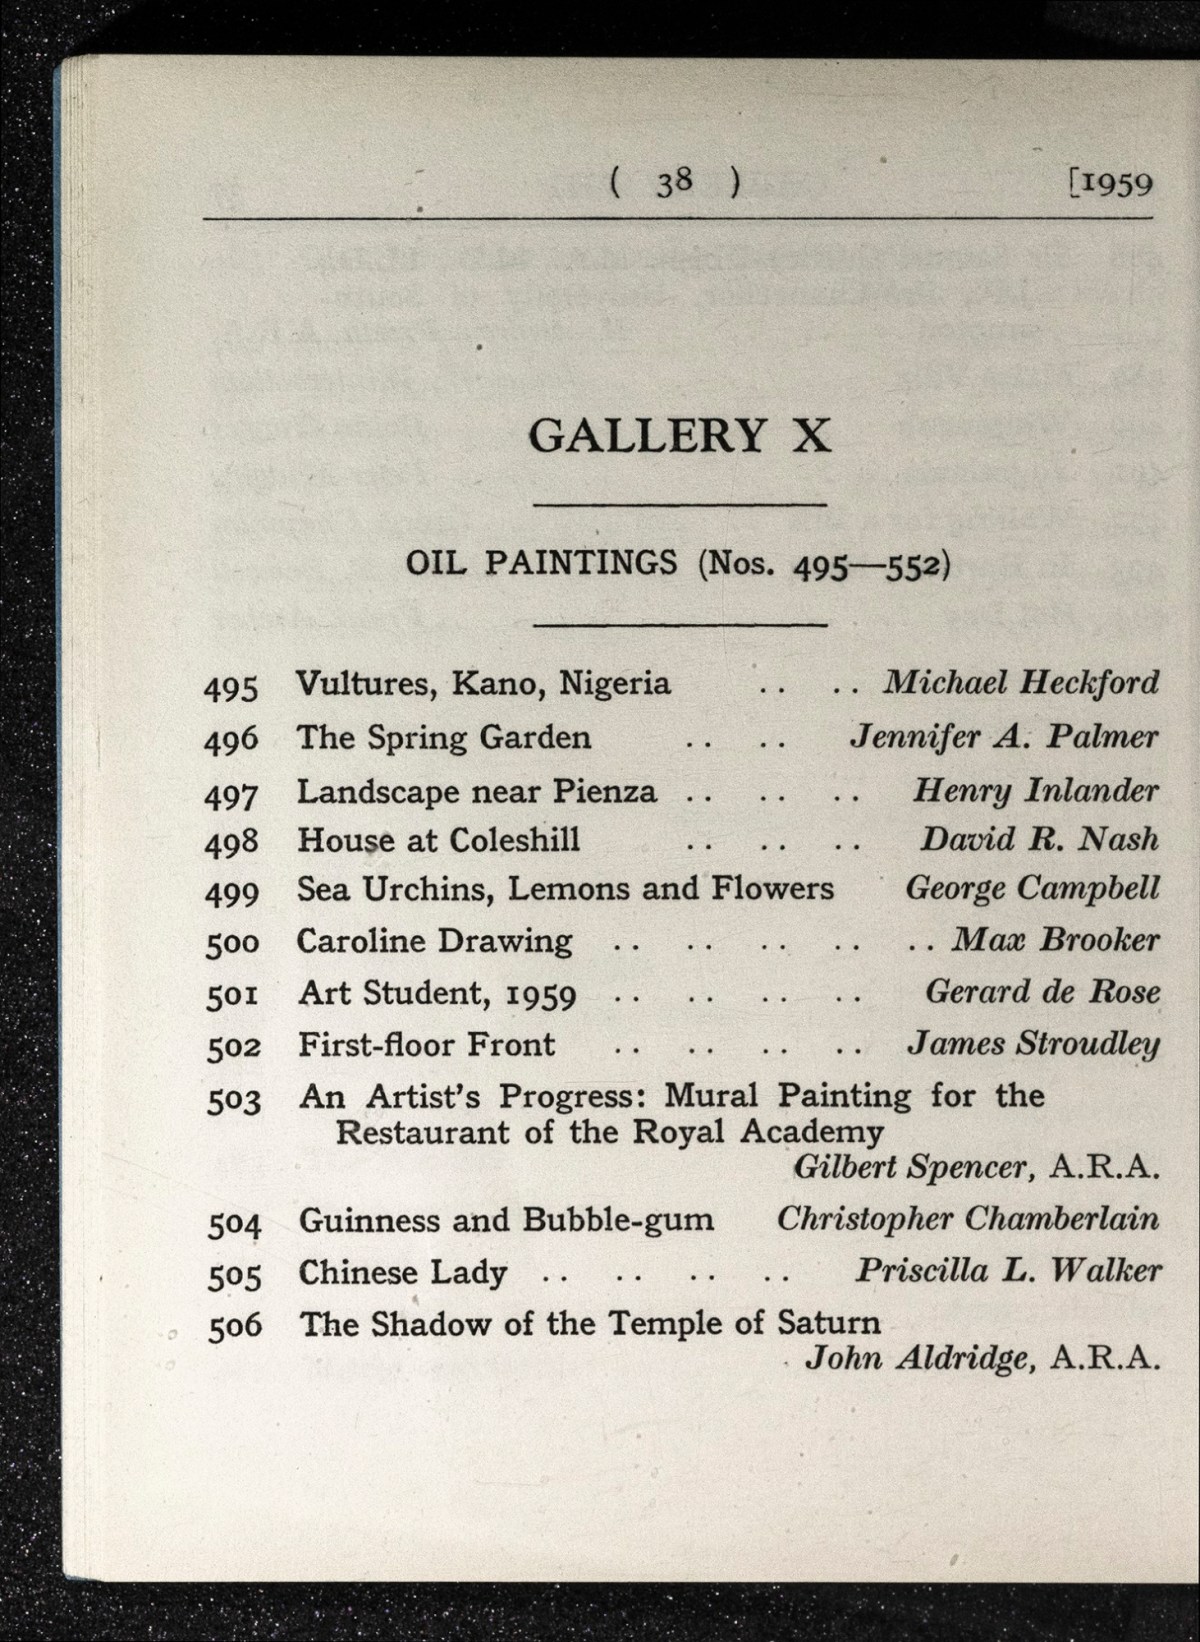 ( 38 ) [1959
GALLERY X
OIL PAINTINGS (Nos. 495—552)
495 Vultures, Kano, Nigeria .. .. Michael Heckford
496 The Spring Garden .. .. Jennifer A. Palmer
497 Landscape near Pienza .. .. .. Henry Inlander
498 House at Coleshill .. .. .. David R. Nash
499 Sea Urchins, Lemons and Flowers George Campbell
500 Caroline Drawing .. .. .. .. .. Max Brooker
501 Art Student, 1959 .. .. .. .. Gerard de Rose
502 First-floor Front .. .. .. .. James Stroudley
503 An Artist's Progress: Mural Painting for the
Restaurant of the Royal Academy
Gilbert Spencer, A.R.A.
504 Guinness and Bubble-gum Christopher Chamberlain
505 Chinese Lady .. .. .. .. Priscilla L. Walker
506 The Shadow of the Temple of Saturn
John Aldridge, A.R.A.